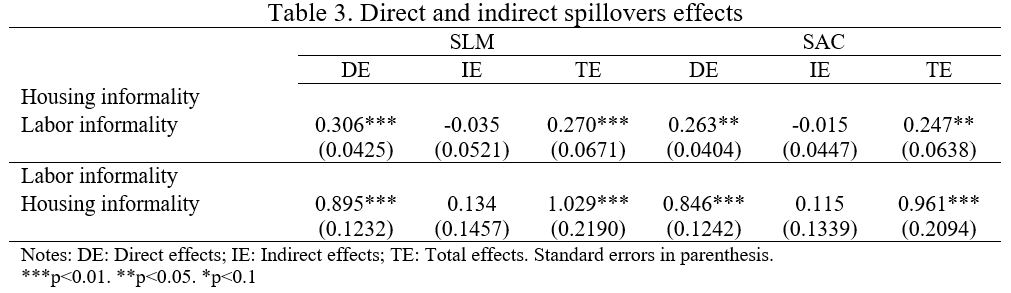 Table 3. Direct and indirect spillovers effects
SLM SAC
DE IE TE DE IE TE
Housing informality
Labor informality 0.306*** -0.035 0.270*** 0.263** -0.015 0.247**
(0.0425) (0.0521) (0.0671) (0.0404) (0.0447) (0.0638)
Labor informality
Housing informality 0.895*** 0.134 1.029*** 0.846*** 0.115 0.961***
(0.1232) (0.1457) (0.2190) (0.1242) (0.1339) (0.2094)
Notes: DE: Direct effects; IE: Indirect effects; TE: Total effects. Standard errors in parenthesis.
***p<0.01. **p<0.05. *p<0.1